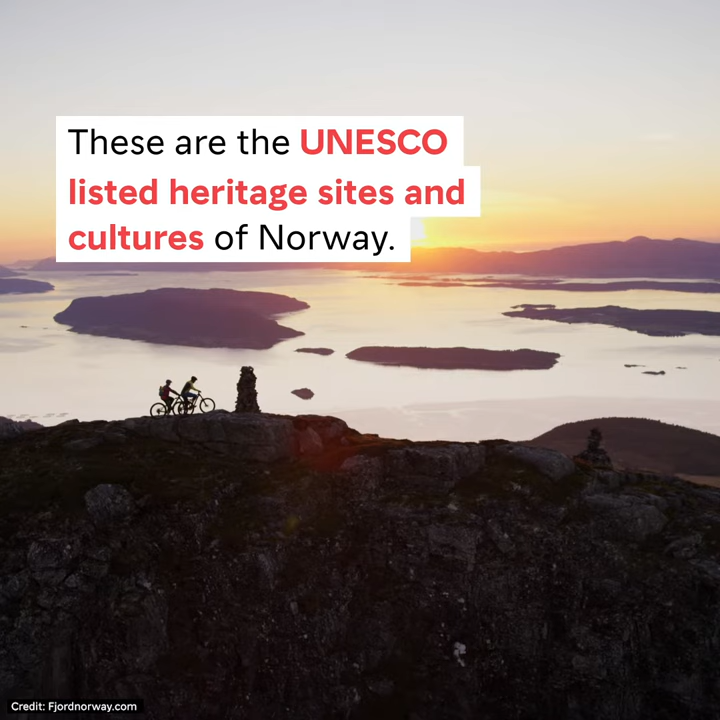 These are the UNESCO
listed heritage sites and
cultures of Norway.
Credit: Fjordnorway.com